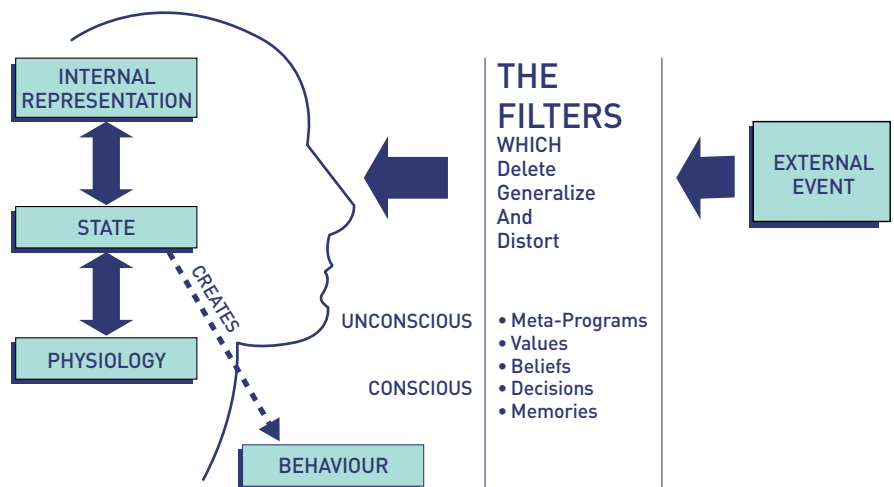 INTERNAL
REPRESENTATION
STATE
PHYSIOLOGY
CREATES
BEHAVIOUR
UNCONSCIOUS
CONSCIOUS
THE
FILTERS
WHICH
Delete
Generalize
And
Distort
• Meta-Programs
• Values
• Beliefs
• Decisions
• Memories
EXTERNAL
EVENT